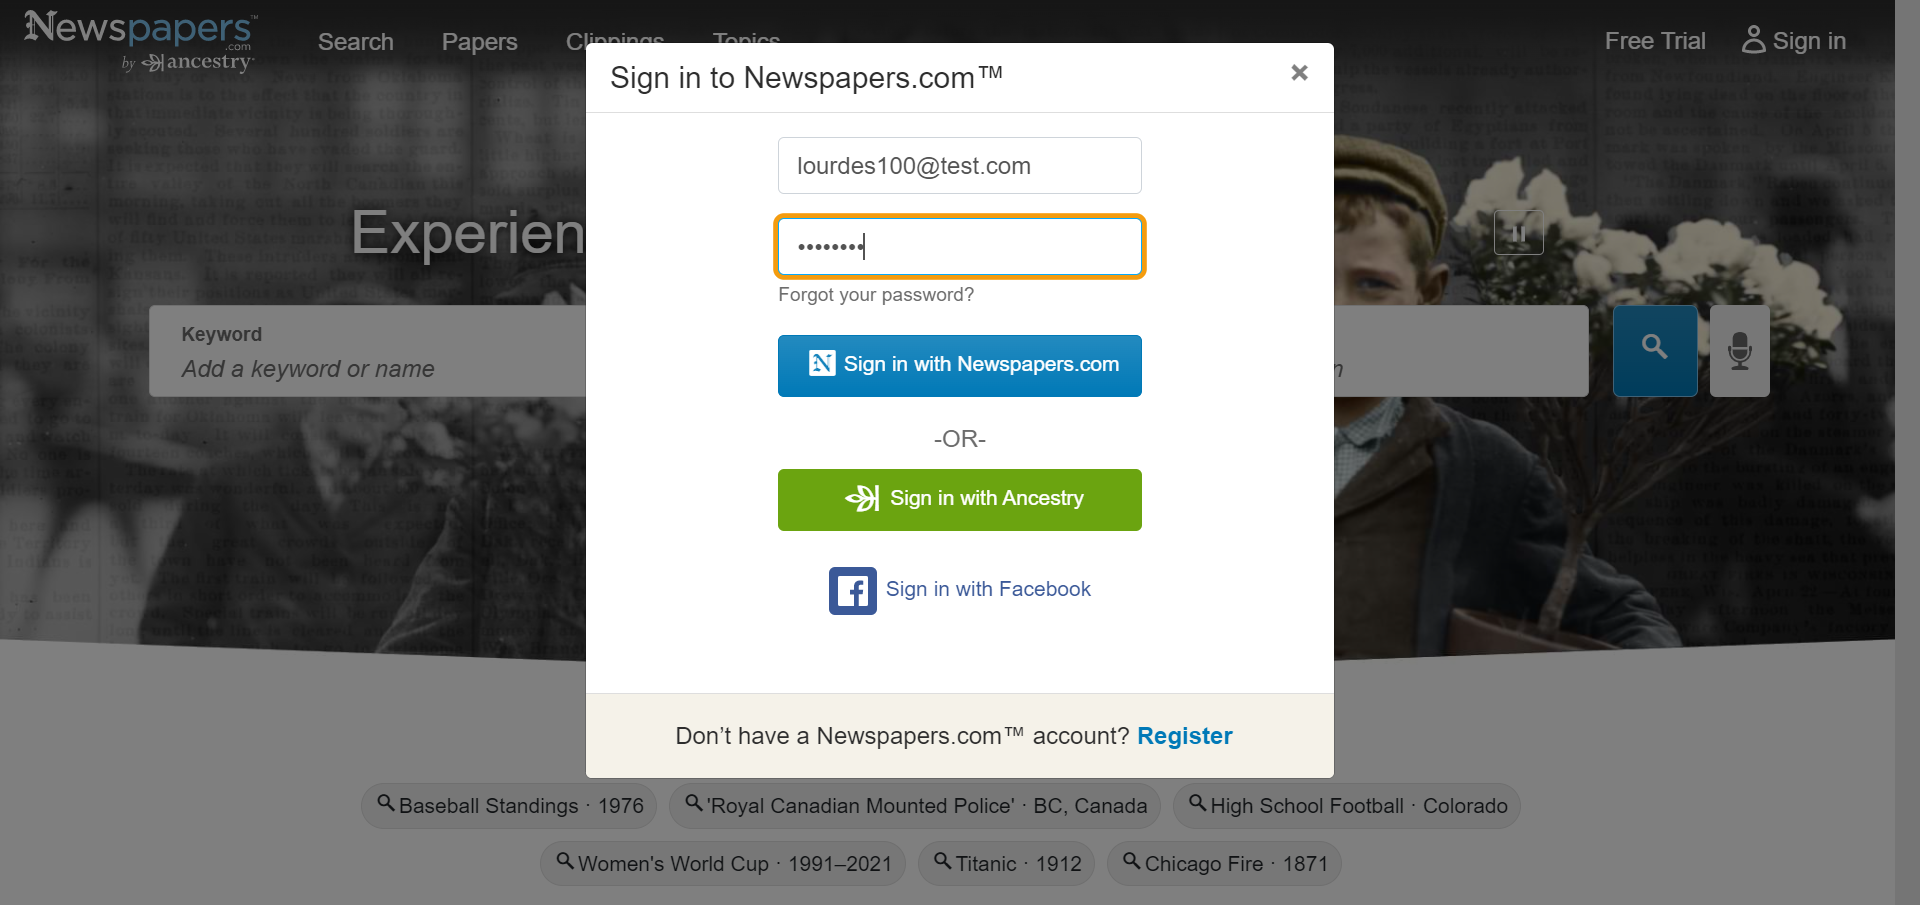 Newspapers™
.com
by ancestry
Search
Papers
Clippings
Topics
Free Trial
Sign in
Sign in to Newspapers.com™
×
lourdes100@test.com
••••••••
Forgot your password?
Experien
Keyword
Add a keyword or name
n
N Sign in with Newspapers.com
-OR-
Sign in with Ancestry
Sign in with Facebook
Don’t have a Newspapers.com™ account? Register
Baseball Standings · 1976
'Royal Canadian Mounted Police' · BC, Canada
High School Football · Colorado
Women's World Cup · 1991–2021
Titanic · 1912
Chicago Fire · 1871